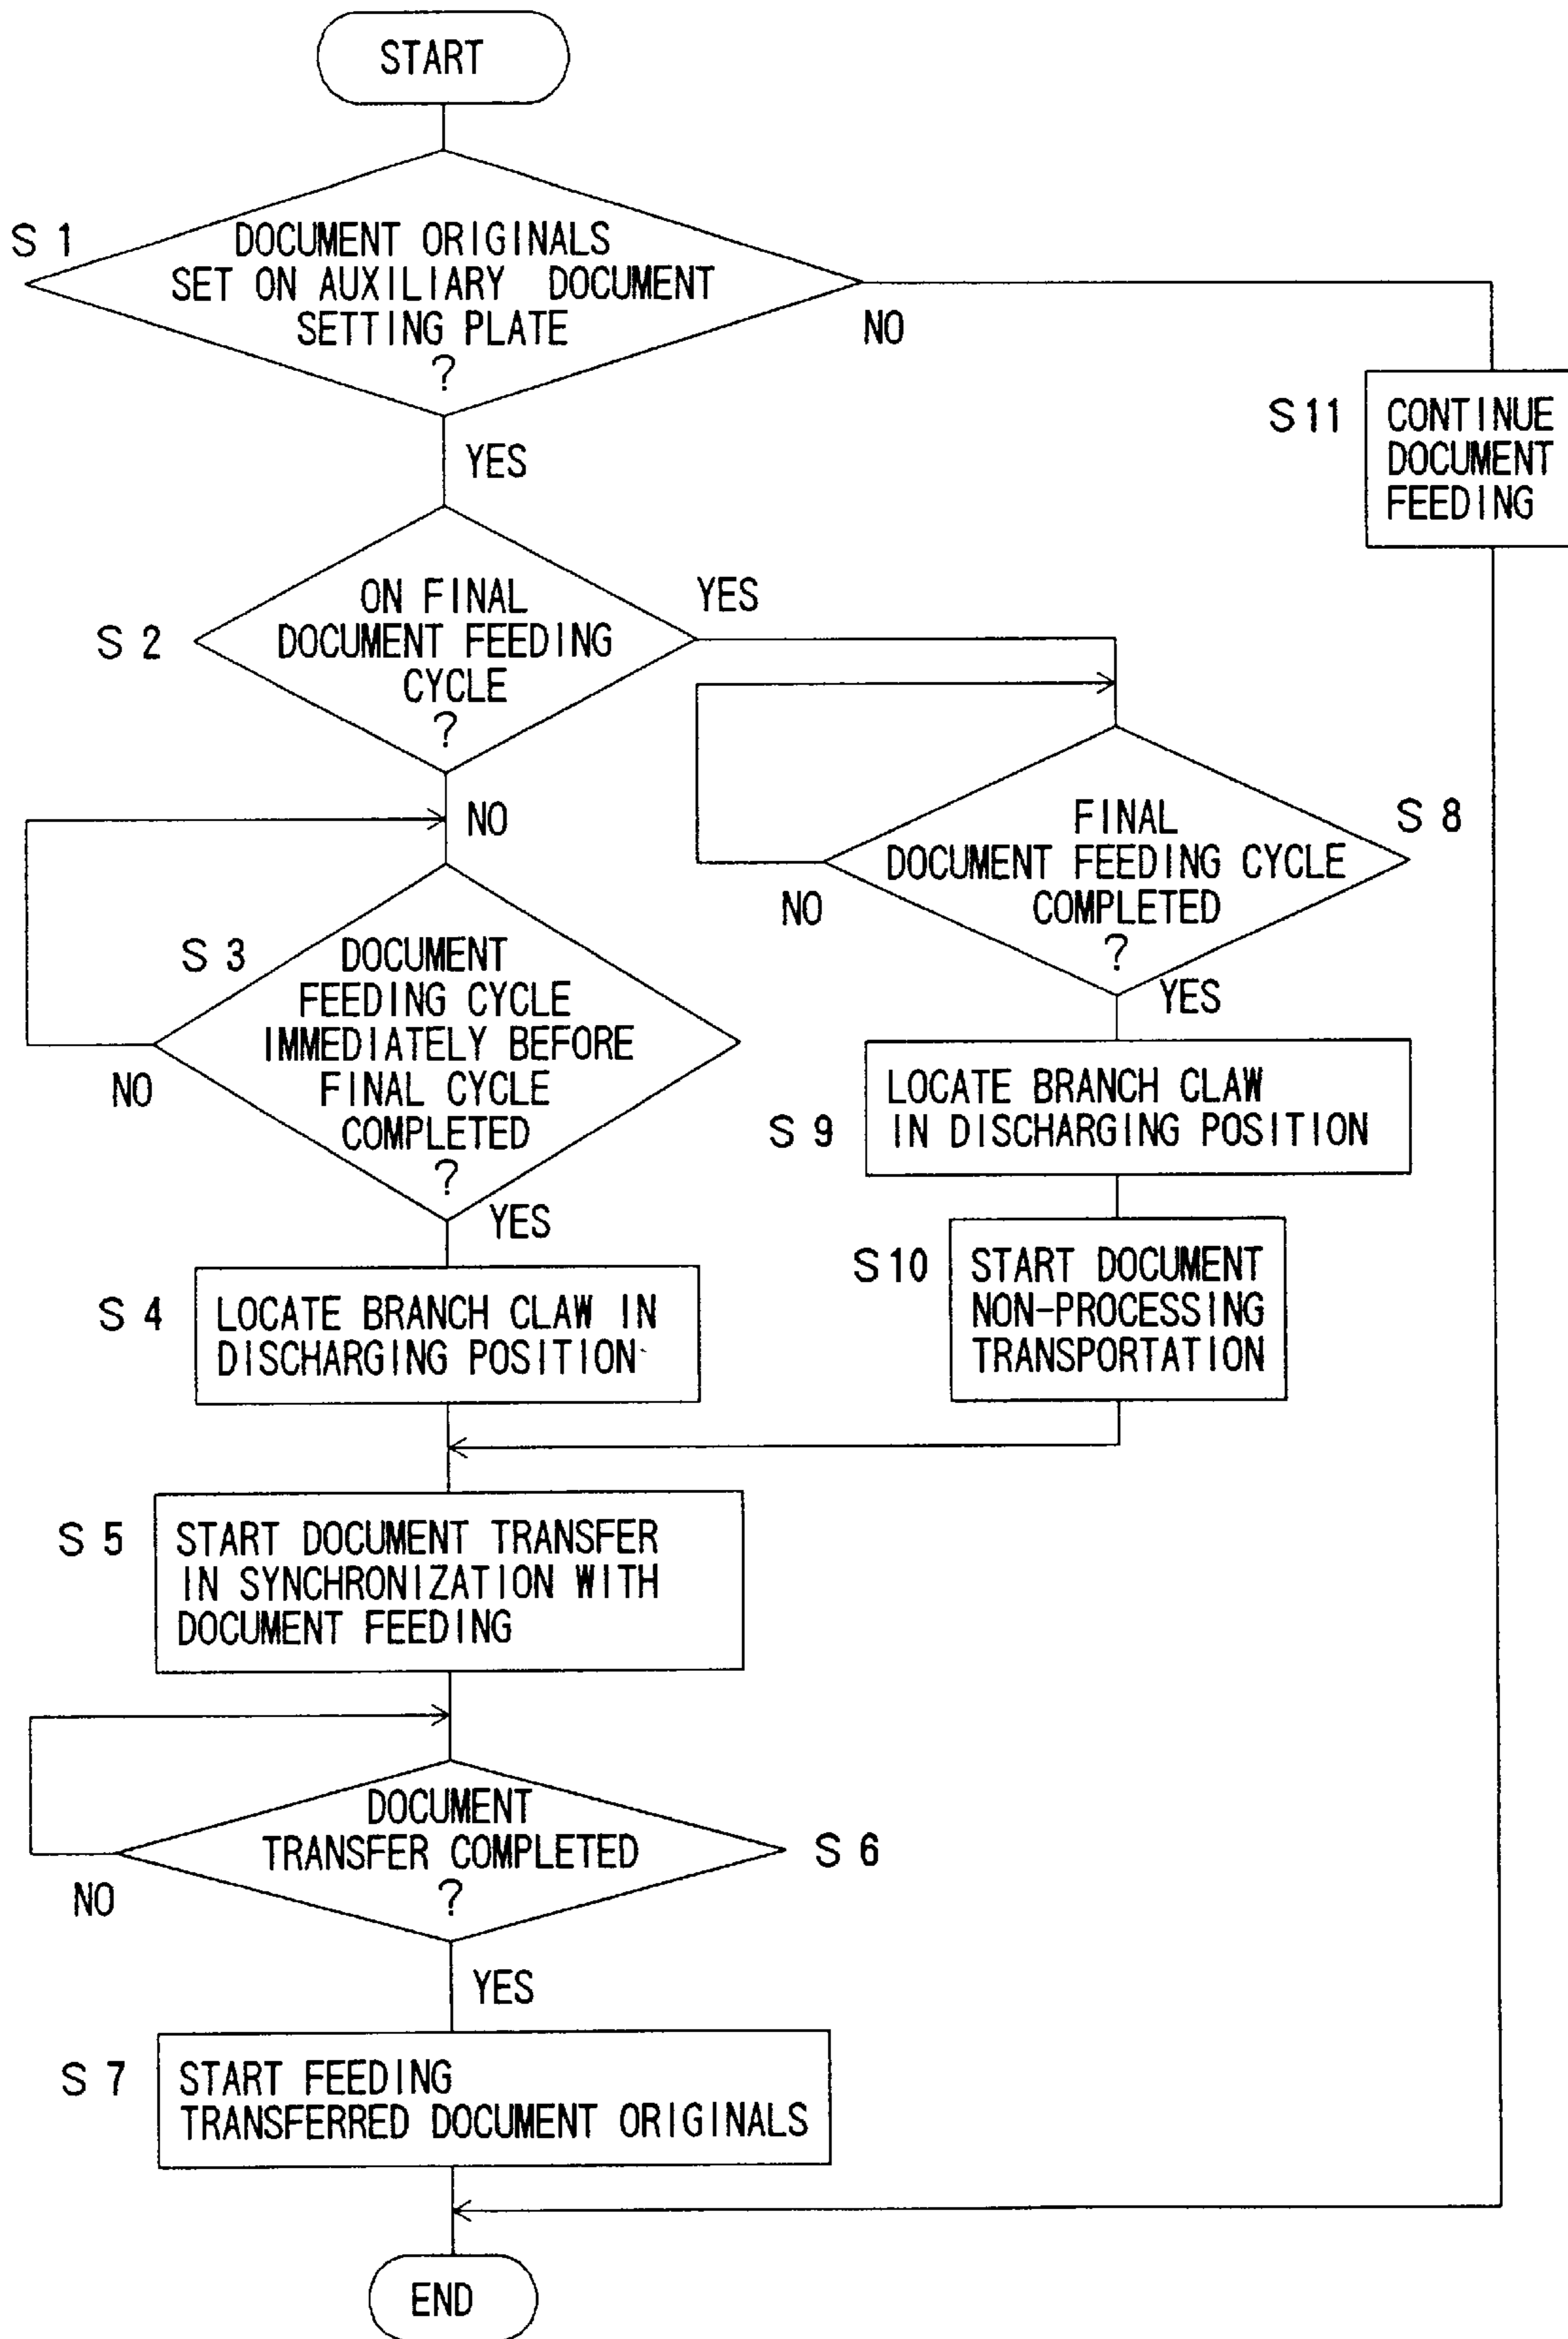 START
S 1
DOCUMENT ORIGINALS
SET ON AUXILIARY DOCUMENT
SETTING PLATE
?
NO
YES
S 11
CONTINUE
DOCUMENT
FEEDING
S 2
ON FINAL
DOCUMENT FEEDING
CYCLE
?
YES
NO
S 8
FINAL
DOCUMENT FEEDING CYCLE
COMPLETED
?
NO
YES
S 3
DOCUMENT
FEEDING CYCLE
IMMEDIATELY BEFORE
FINAL CYCLE
COMPLETED
?
NO
YES
S 9
LOCATE BRANCH CLAW
IN DISCHARGING POSITION
S 4
LOCATE BRANCH CLAW IN
DISCHARGING POSITION
S 10
START DOCUMENT
NON-PROCESSING
TRANSPORTATION
S 5
START DOCUMENT TRANSFER
IN SYNCHRONIZATION WITH
DOCUMENT FEEDING
DOCUMENT
TRANSFER COMPLETED
?
S 6
NO
YES
S 7
START FEEDING
TRANSFERRED DOCUMENT ORIGINALS
END